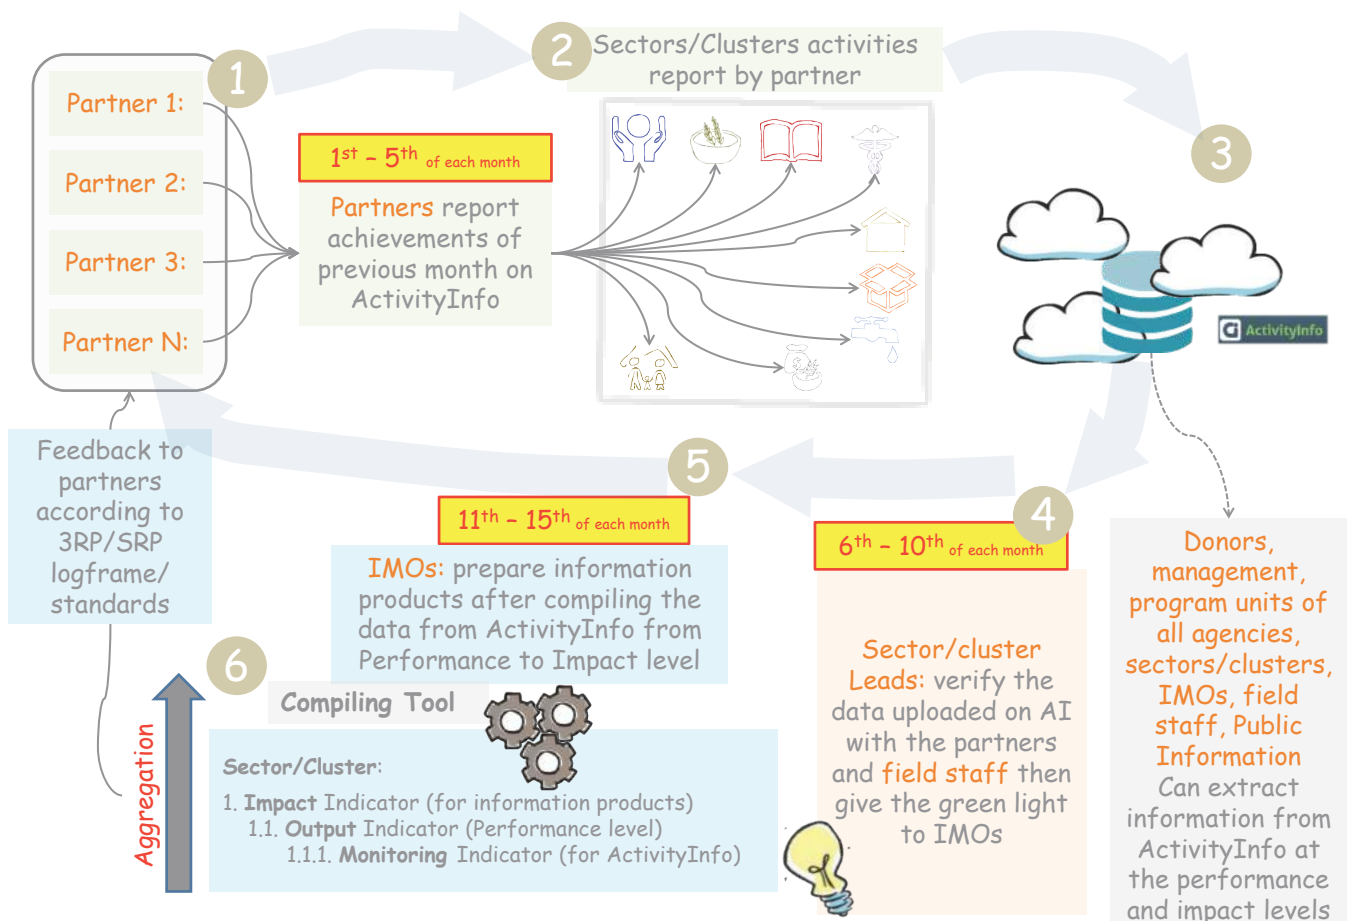 1
Partner 1:
Partner 2:
Partner 3:
Partner N:
1st – 5th of each month
Partners report
achievements of
previous month on
ActivityInfo
2
Sectors/Clusters activities
report by partner
3
ActivityInfo
Donors,
management,
program units of
all agencies,
sectors/clusters,
IMOs, field
staff, Public
Information
Can extract
information from
ActivityInfo at
the performance
and impact levels
4
6th – 10th of each month
Sector/cluster
Leads: verify the
data uploaded on AI
with the partners
and field staff then
give the green light
to IMOs
5
11th – 15th of each month
IMOs: prepare information
products after compiling the
data from ActivityInfo from
Performance to Impact level
6
Compiling Tool
Sector/Cluster:
1. Impact Indicator (for information products)
1.1. Output Indicator (Performance level)
1.1.1. Monitoring Indicator (for ActivityInfo)
Aggregation
Feedback to
partners
according to
3RP/SRP
logframe/
standards